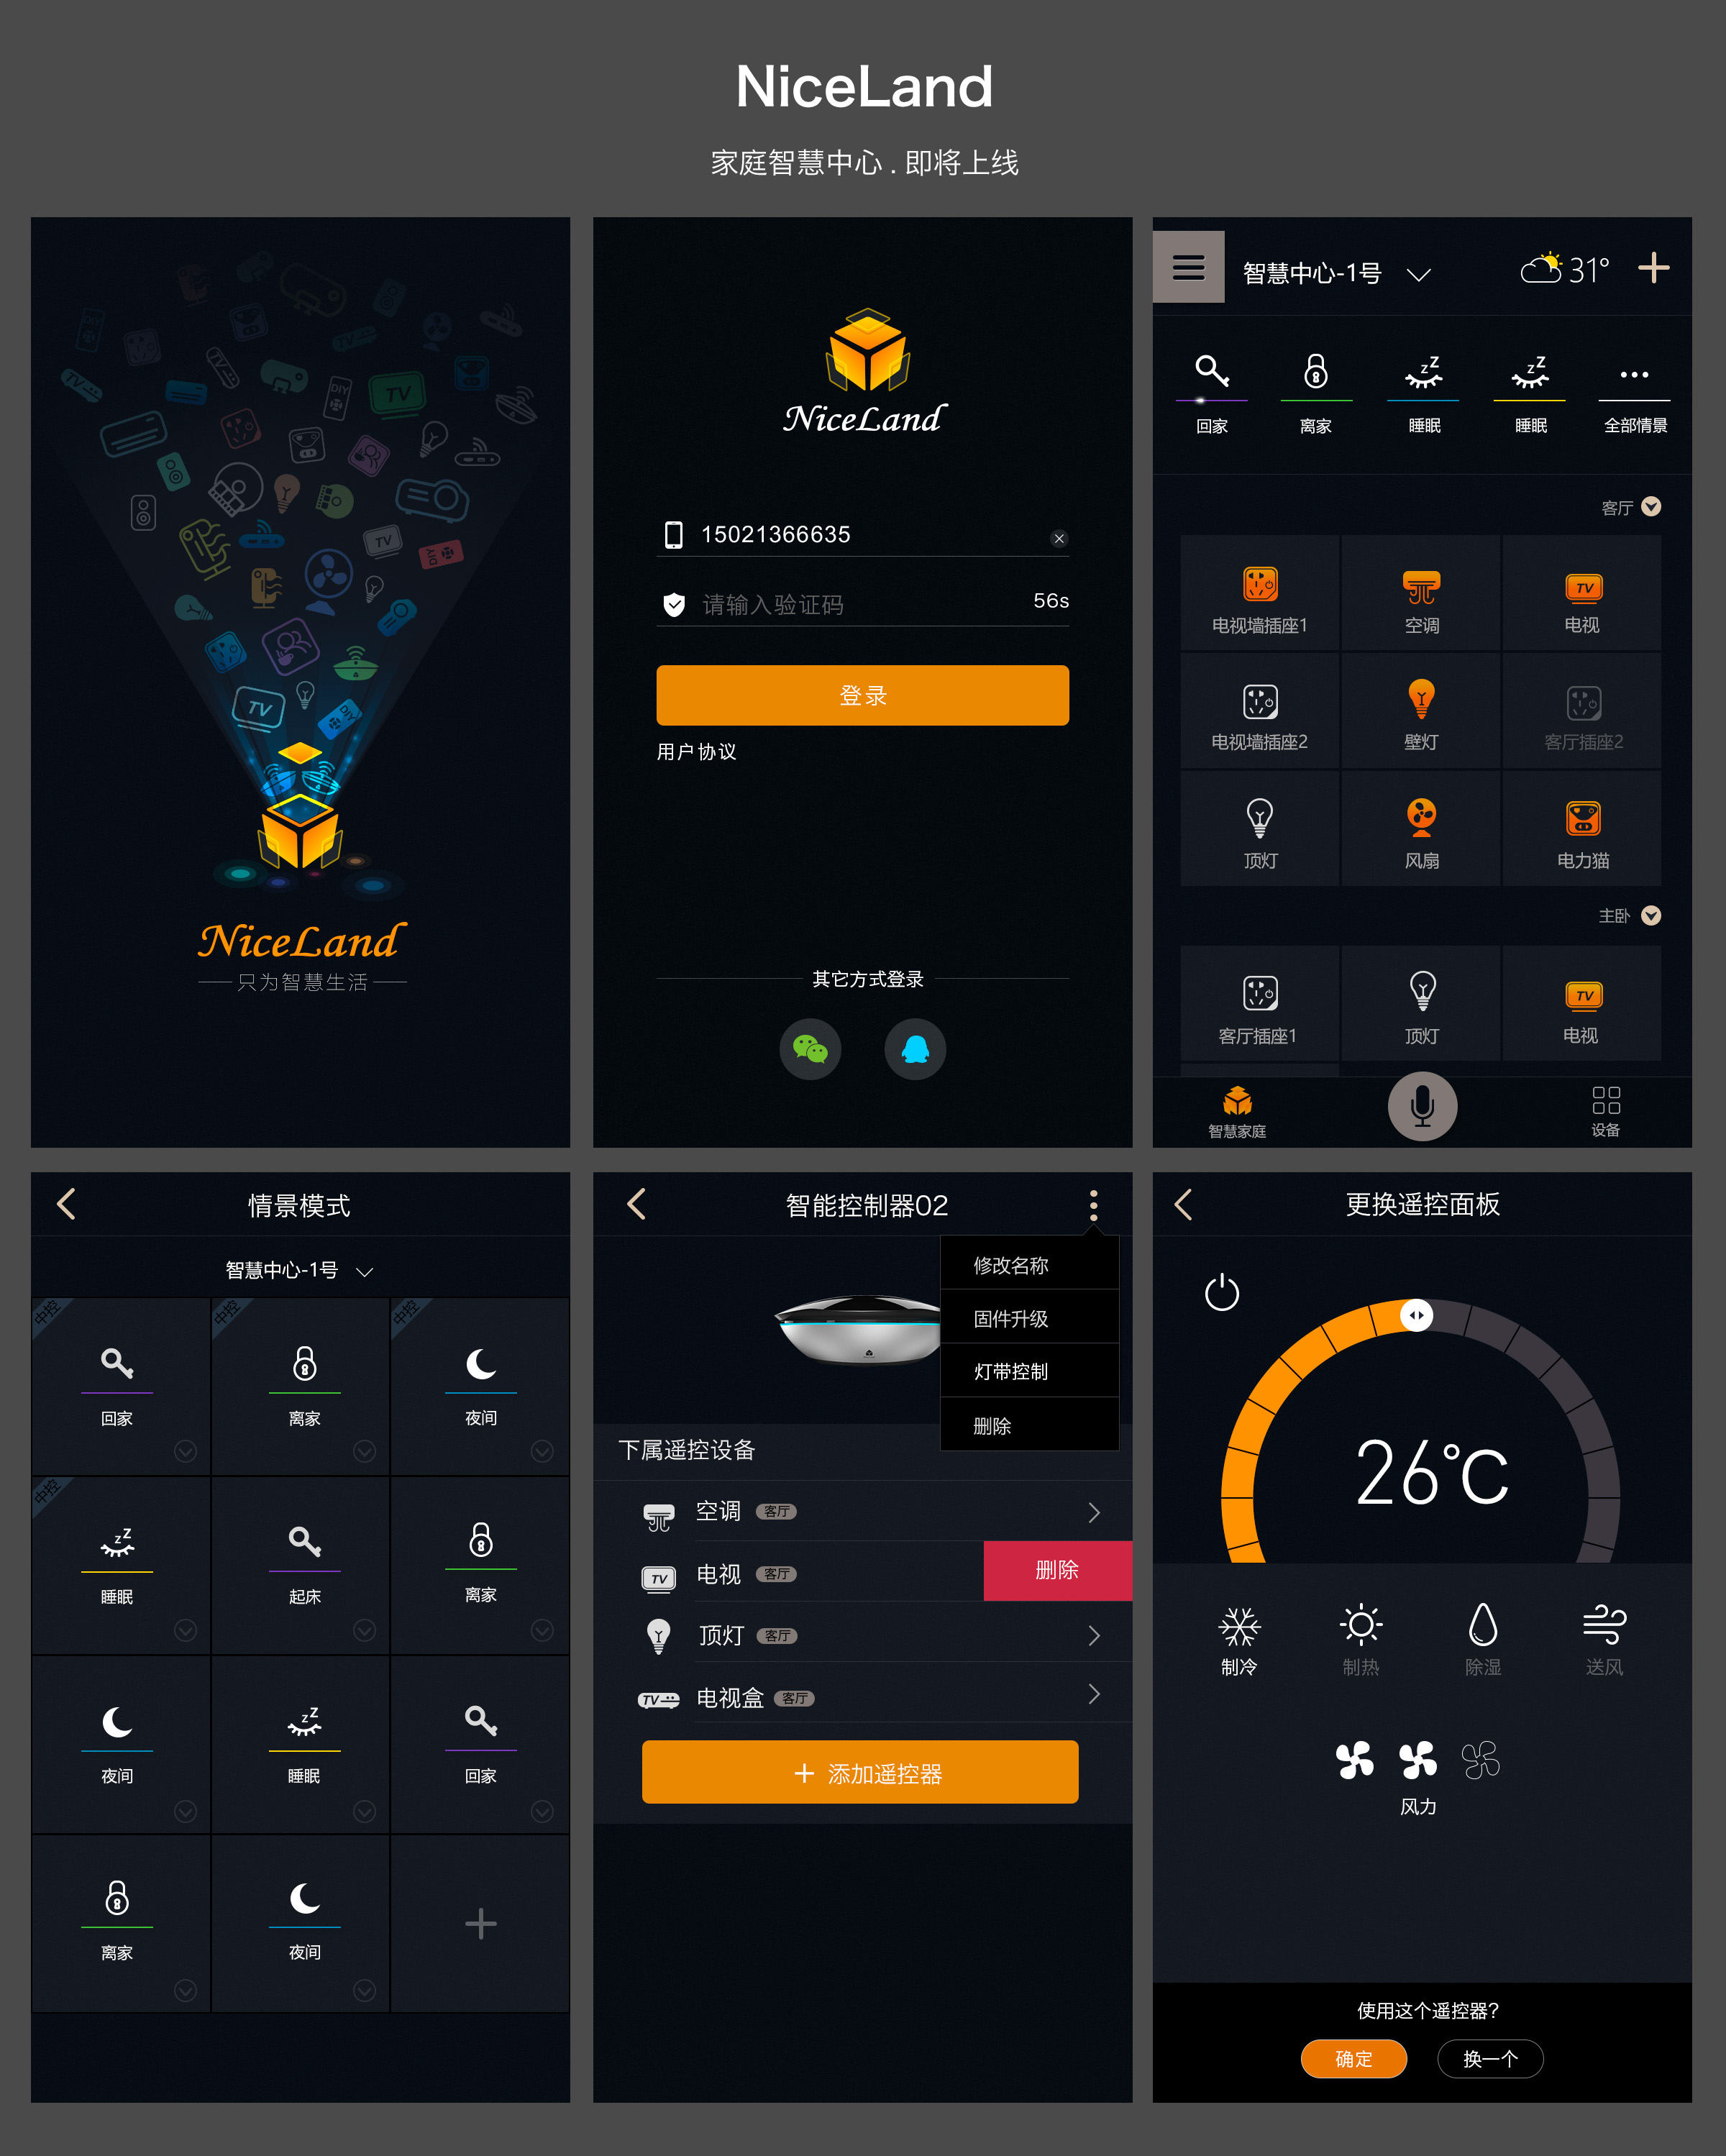 NiceLand
家庭智慧中心 . 即将上线
TV
DIY
TV
TV
DIY
TV
DIY
NiceLand
只为智慧生活
NiceLand
15021366635
请输入验证码 56s
登录
用户协议
其它方式登录
智慧中心-1号 31°
回家 离家 睡眠 睡眠 全部情景
客厅
TV
电视墙插座1 空调 电视
电视墙插座2 壁灯 客厅插座2
顶灯 风扇 电力猫
主卧
TV
客厅插座1 顶灯 电视
智慧家庭 设备
情景模式
智慧中心-1号
中控 中控 中控
回家 离家 夜间
中控
睡眠 起床 离家
夜间 睡眠 回家
离家 夜间
智能控制器02
修改名称
固件升级
灯带控制
删除
下属遥控设备
空调 客厅
TV 电视 客厅 删除
顶灯 客厅
TV 电视盒 客厅
+ 添加遥控器
更换遥控面板
26°C
制冷 制热 除湿 送风
风力
使用这个遥控器?
确定 换一个